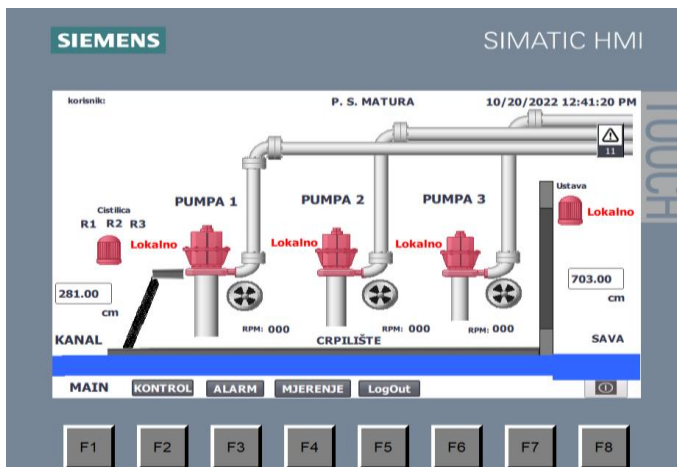 SIEMENS SIMATIC HMI
TOUCH
korisnik: P. S. MATURA 10/20/2022 12:41:20 PM
11
Ustava
Lokalno
PUMPA 1 PUMPA 2 PUMPA 3
Cistilica
R1 R2 R3
Lokalno Lokalno Lokalno
281.00
cm
703.00
cm
RPM: 000 RPM: 000 RPM: 000
KANAL CRPILIŠTE SAVA
MAIN KONTROL ALARM MJERENJE LogOut
F1 F2 F3 F4 F5 F6 F7 F8